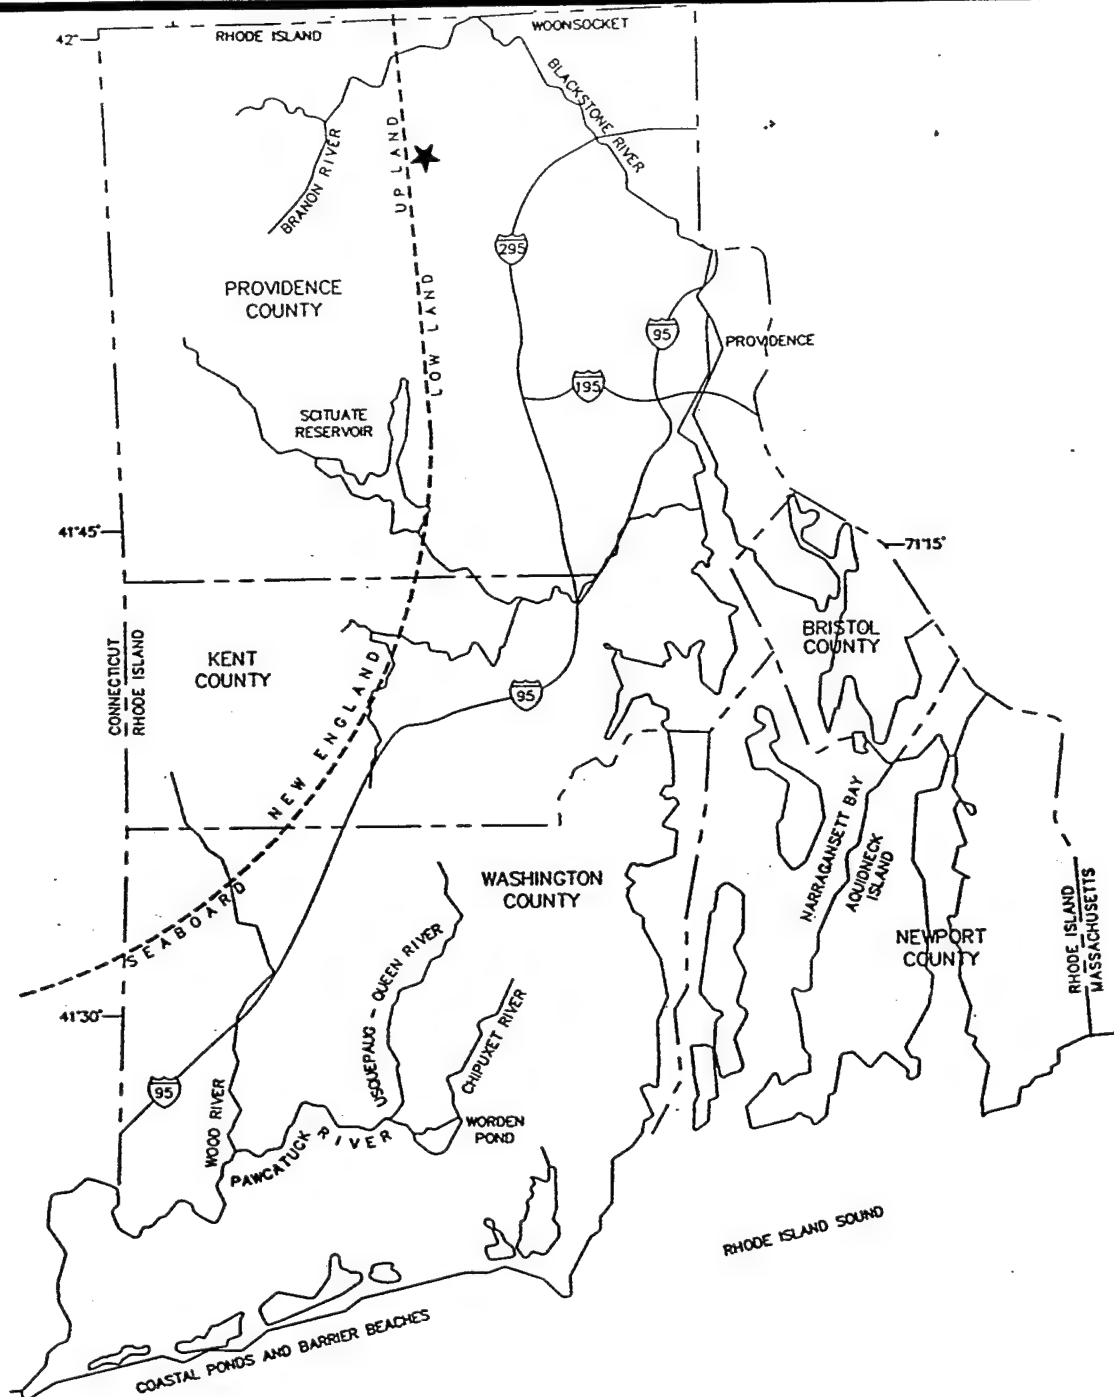 42°
RHODE ISLAND
WOONSOCKET
BLACKSTONE RIVER
BRANON RIVER
UP LAND
295
PROVIDENCE
COUNTY
LOW LAND
95
PROVIDENCE
195
SCITUATE
RESERVOIR
41°45'
71°15'
CONNECTICUT
RHODE ISLAND
KENT
COUNTY
NEW ENGLAND
BRISTOL
COUNTY
95
SEABOARD
WASHINGTON
COUNTY
NARRAGANSETT BAY
AQUIDNECK
ISLAND
NEWPORT
COUNTY
RHODE ISLAND
MASSACHUSETTS
41°30'
USQUEPAUG - QUEEN RIVER
CHIPUXET RIVER
95
WOOD RIVER
PAWCATUCK RIVER
WORDEN
POND
RHODE ISLAND SOUND
COASTAL PONDS AND BARRIER BEACHES